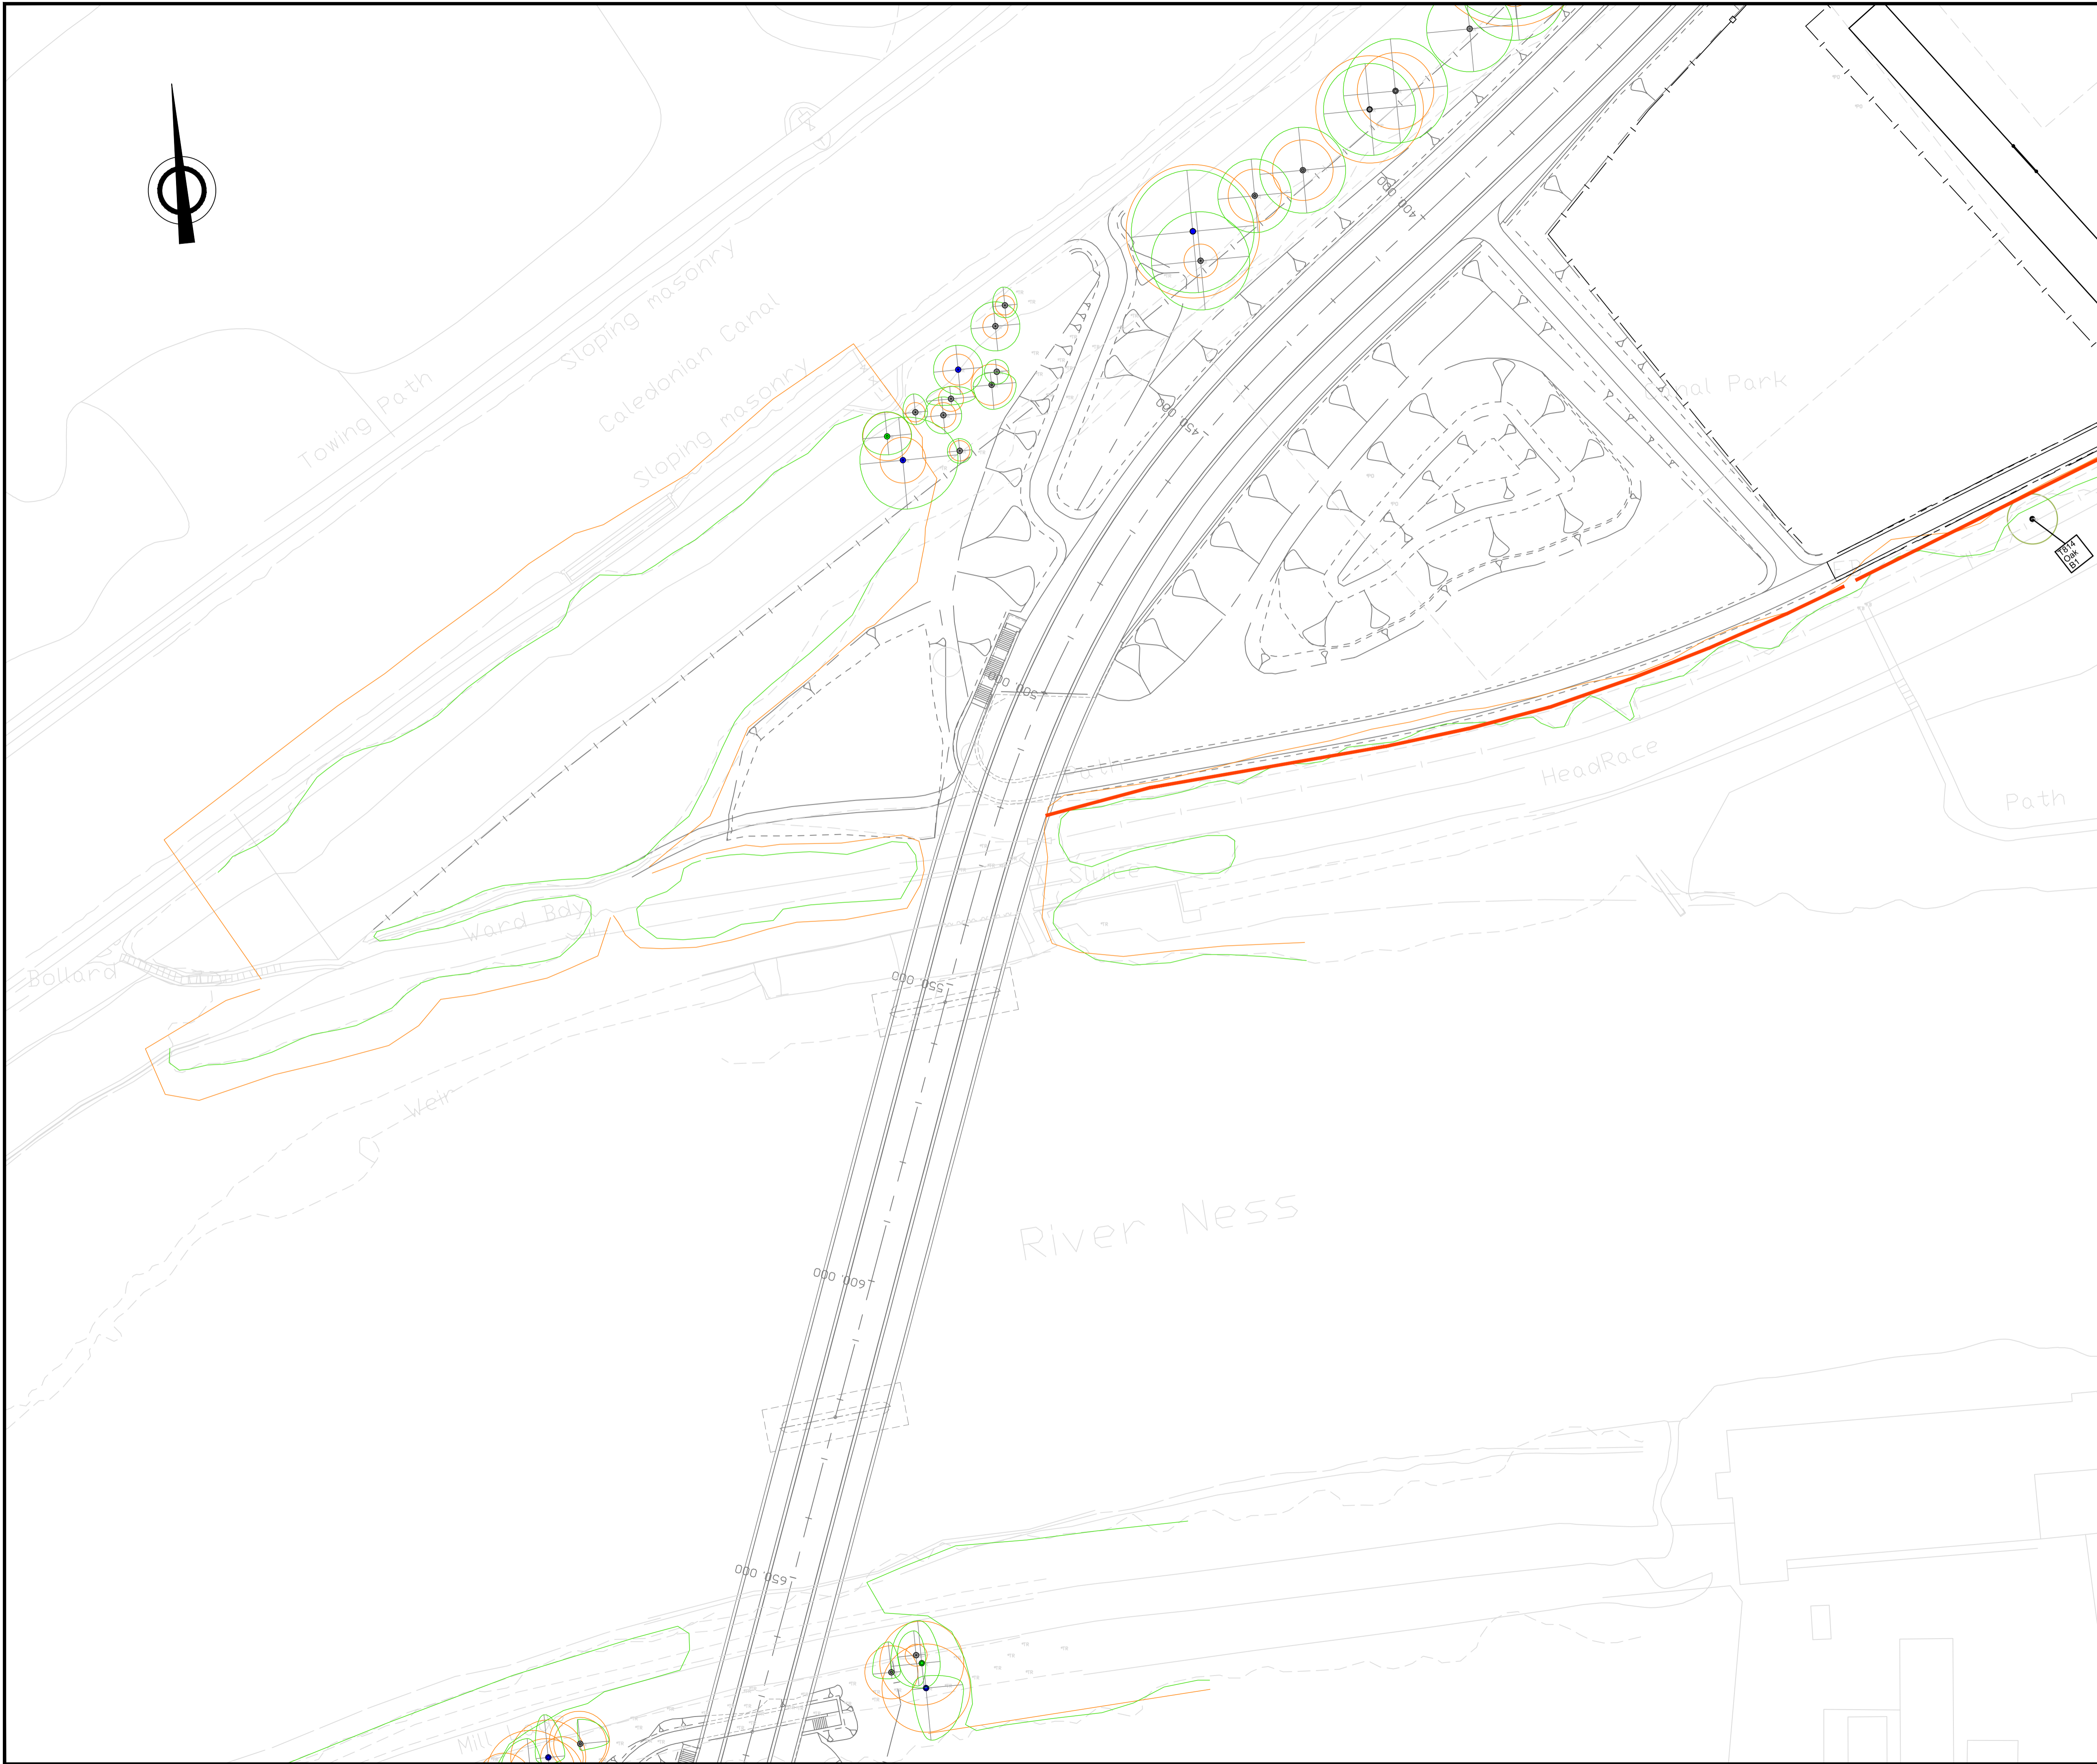 400. 000
Sloping masonry
Caledonian Canal
Canal Park
Towing Path
Sloping masonry
450. 000
T814
Oak
B1
500. 000
Path
HeadRace
Path
Sluice
Ward Bdy
Bollard
550. 000
Weir
River Ness
600. 000
650. 000
Mill